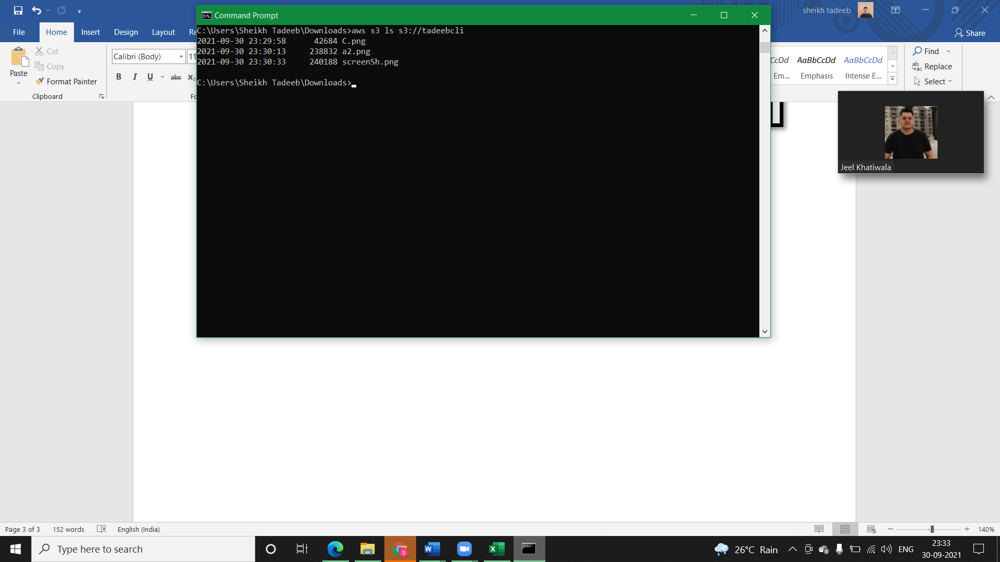 sheikh tadeeb
File
Home
Insert
Design
Layout
Re
Share
Paste
Cut
Copy
Format Painter
Clipboard
Calibri (Body)
11
B I U abc x₂
Fo
Command Prompt
C:\Users\Sheikh Tadeeb\Downloads>aws s3 ls s3://tadeebcli
2021-09-30 23:29:58 42684 C.png
2021-09-30 23:30:13 238832 a2.png
2021-09-30 23:30:33 240188 screenSh.png
C:\Users\Sheikh Tadeeb\Downloads>
CcDd AaBbCcDd AaBbCcDd
Em... Emphasis Intense E...
Find
Replace
Select
Jeel Khatiwala
Page 3 of 3 152 words English (India) 140%
Type here to search
26°C Rain
ENG
23:33
30-09-2021